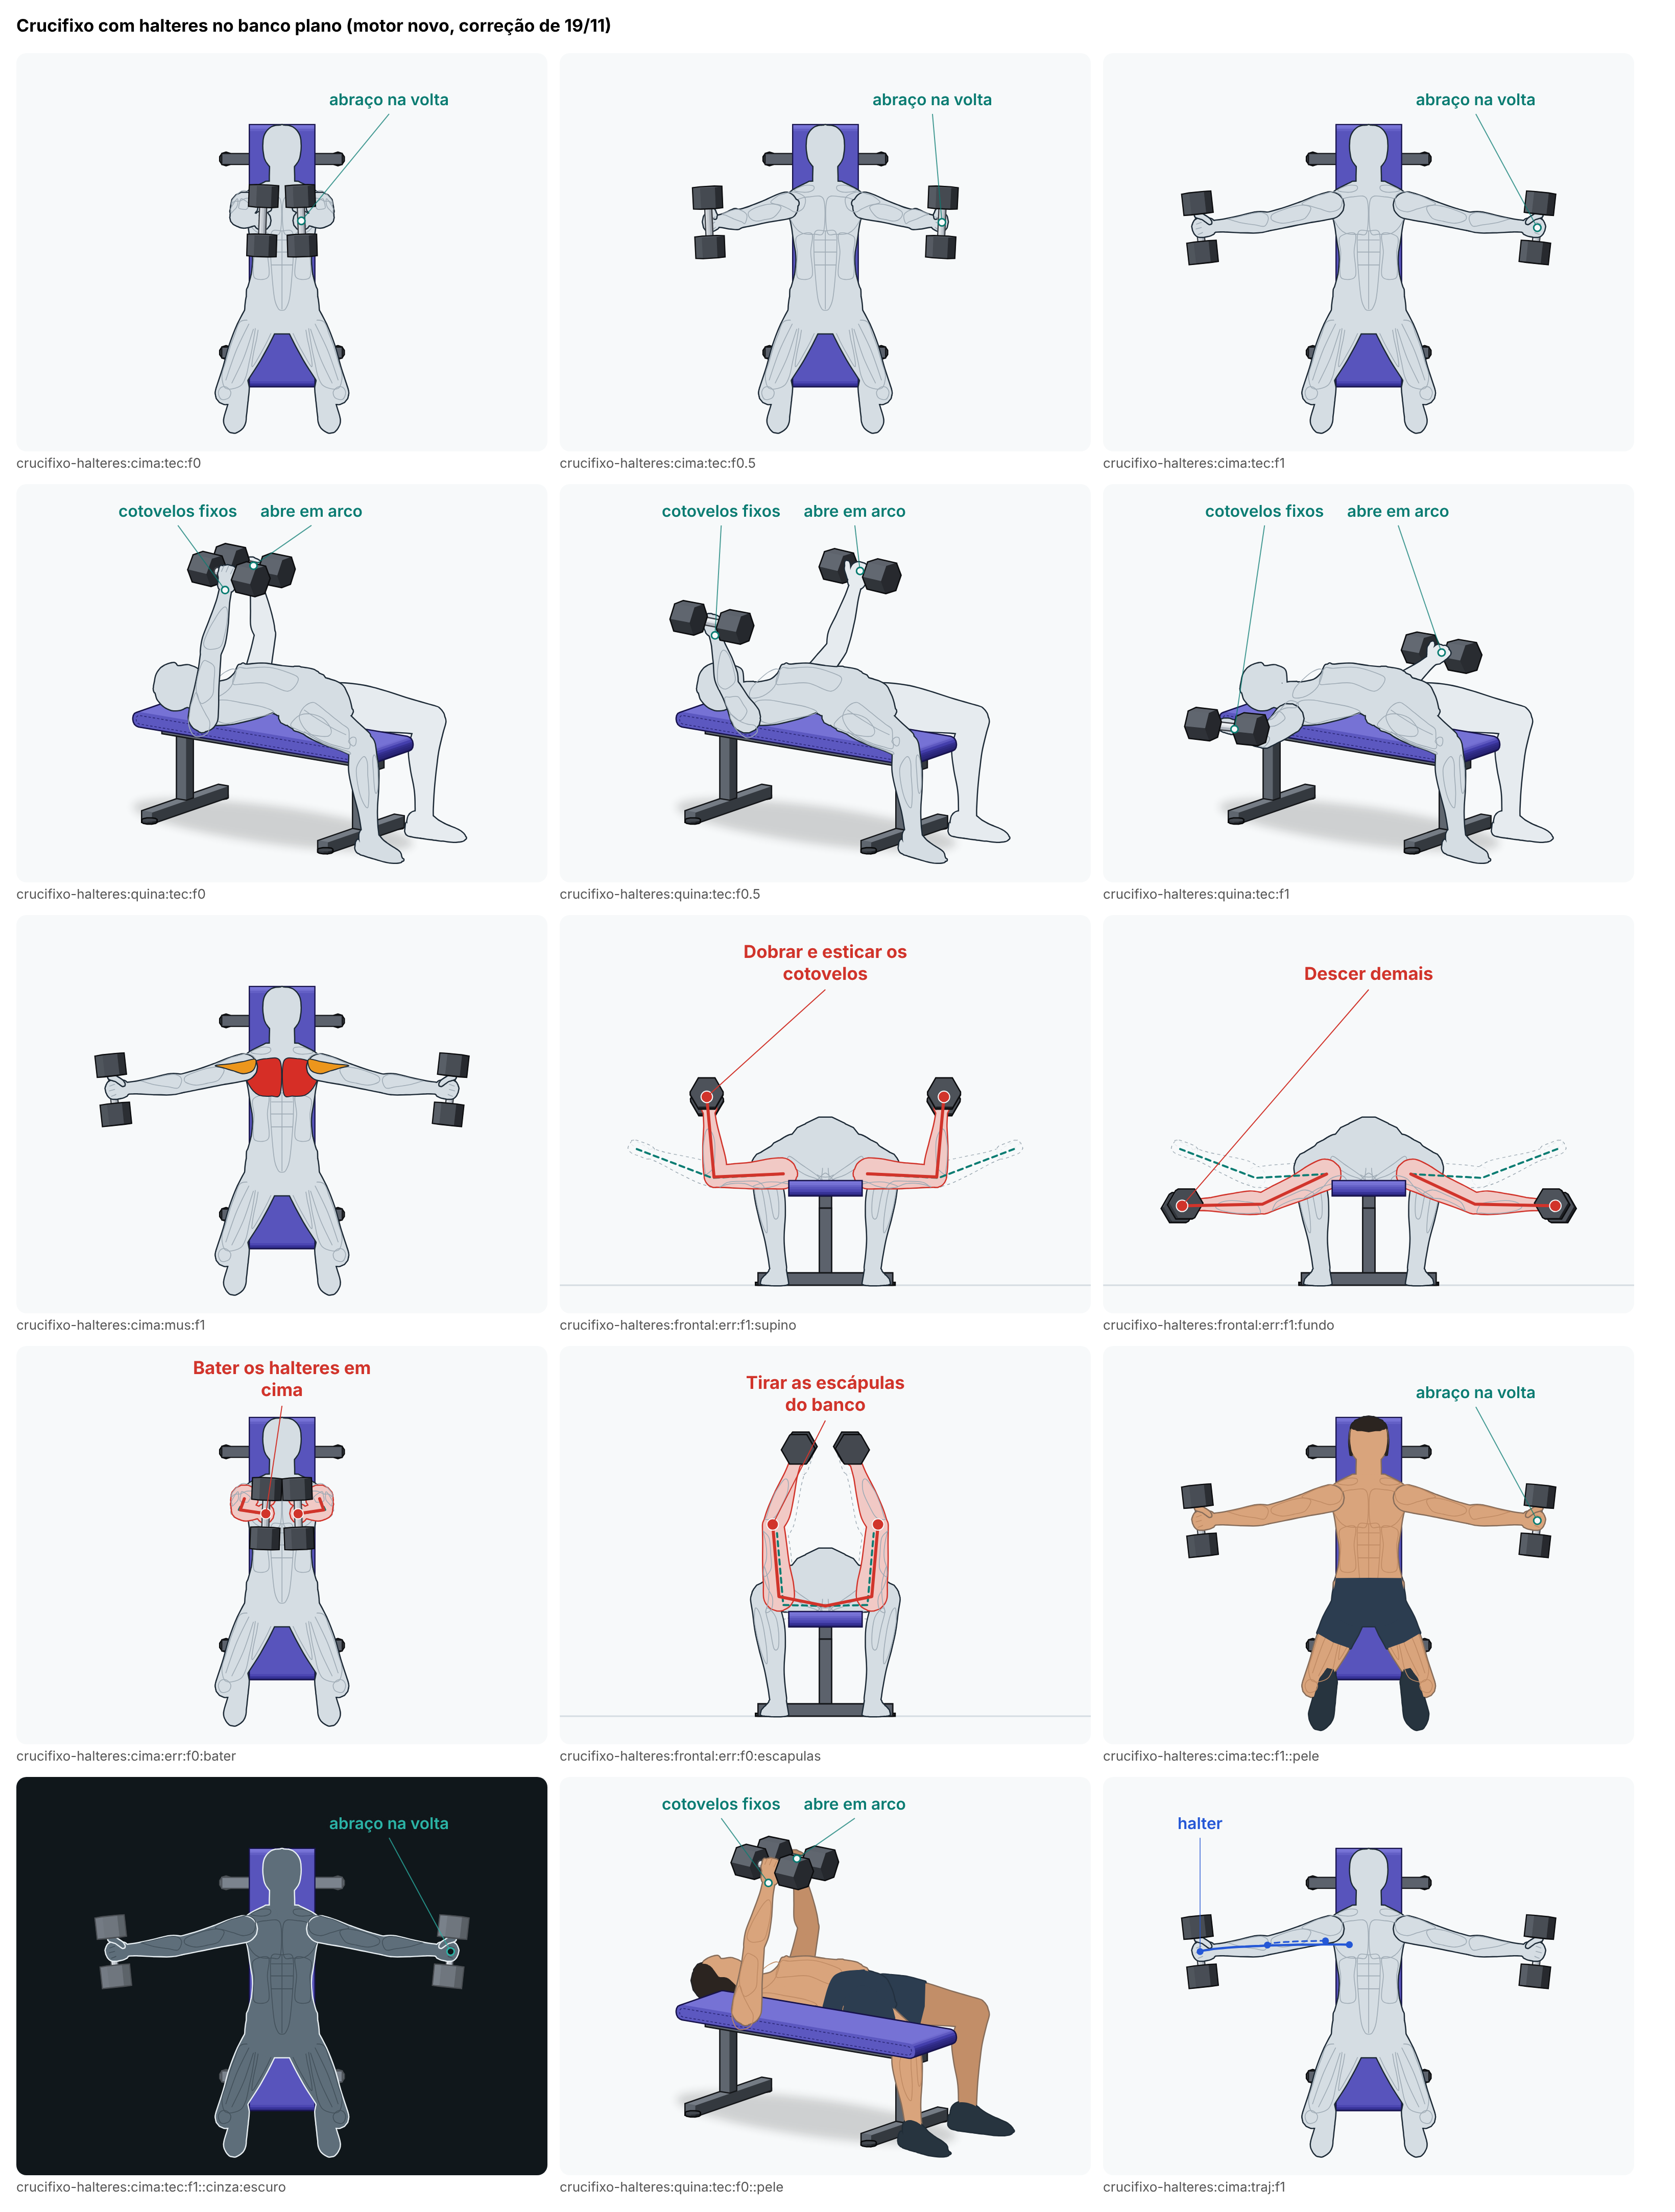 Crucifixo com halteres no banco plano (motor novo, correção de 19/11)
abraço na volta
abraço na volta
abraço na volta
crucifixo-halteres:cima:tec:f0
crucifixo-halteres:cima:tec:f0.5
crucifixo-halteres:cima:tec:f1
cotovelos fixos
abre em arco
cotovelos fixos
abre em arco
cotovelos fixos
abre em arco
crucifixo-halteres:quina:tec:f0
crucifixo-halteres:quina:tec:f0.5
crucifixo-halteres:quina:tec:f1
Dobrar e esticar os
cotovelos
Descer demais
crucifixo-halteres:cima:mus:f1
crucifixo-halteres:frontal:err:f1:supino
crucifixo-halteres:frontal:err:f1:fundo
Bater os halteres em
cima
Tirar as escápulas
do banco
abraço na volta
crucifixo-halteres:cima:err:f0:bater
crucifixo-halteres:frontal:err:f0:escapulas
crucifixo-halteres:cima:tec:f1::pele
abraço na volta
cotovelos fixos
abre em arco
halter
crucifixo-halteres:cima:tec:f1::cinza:escuro
crucifixo-halteres:quina:tec:f0::pele
crucifixo-halteres:cima:traj:f1